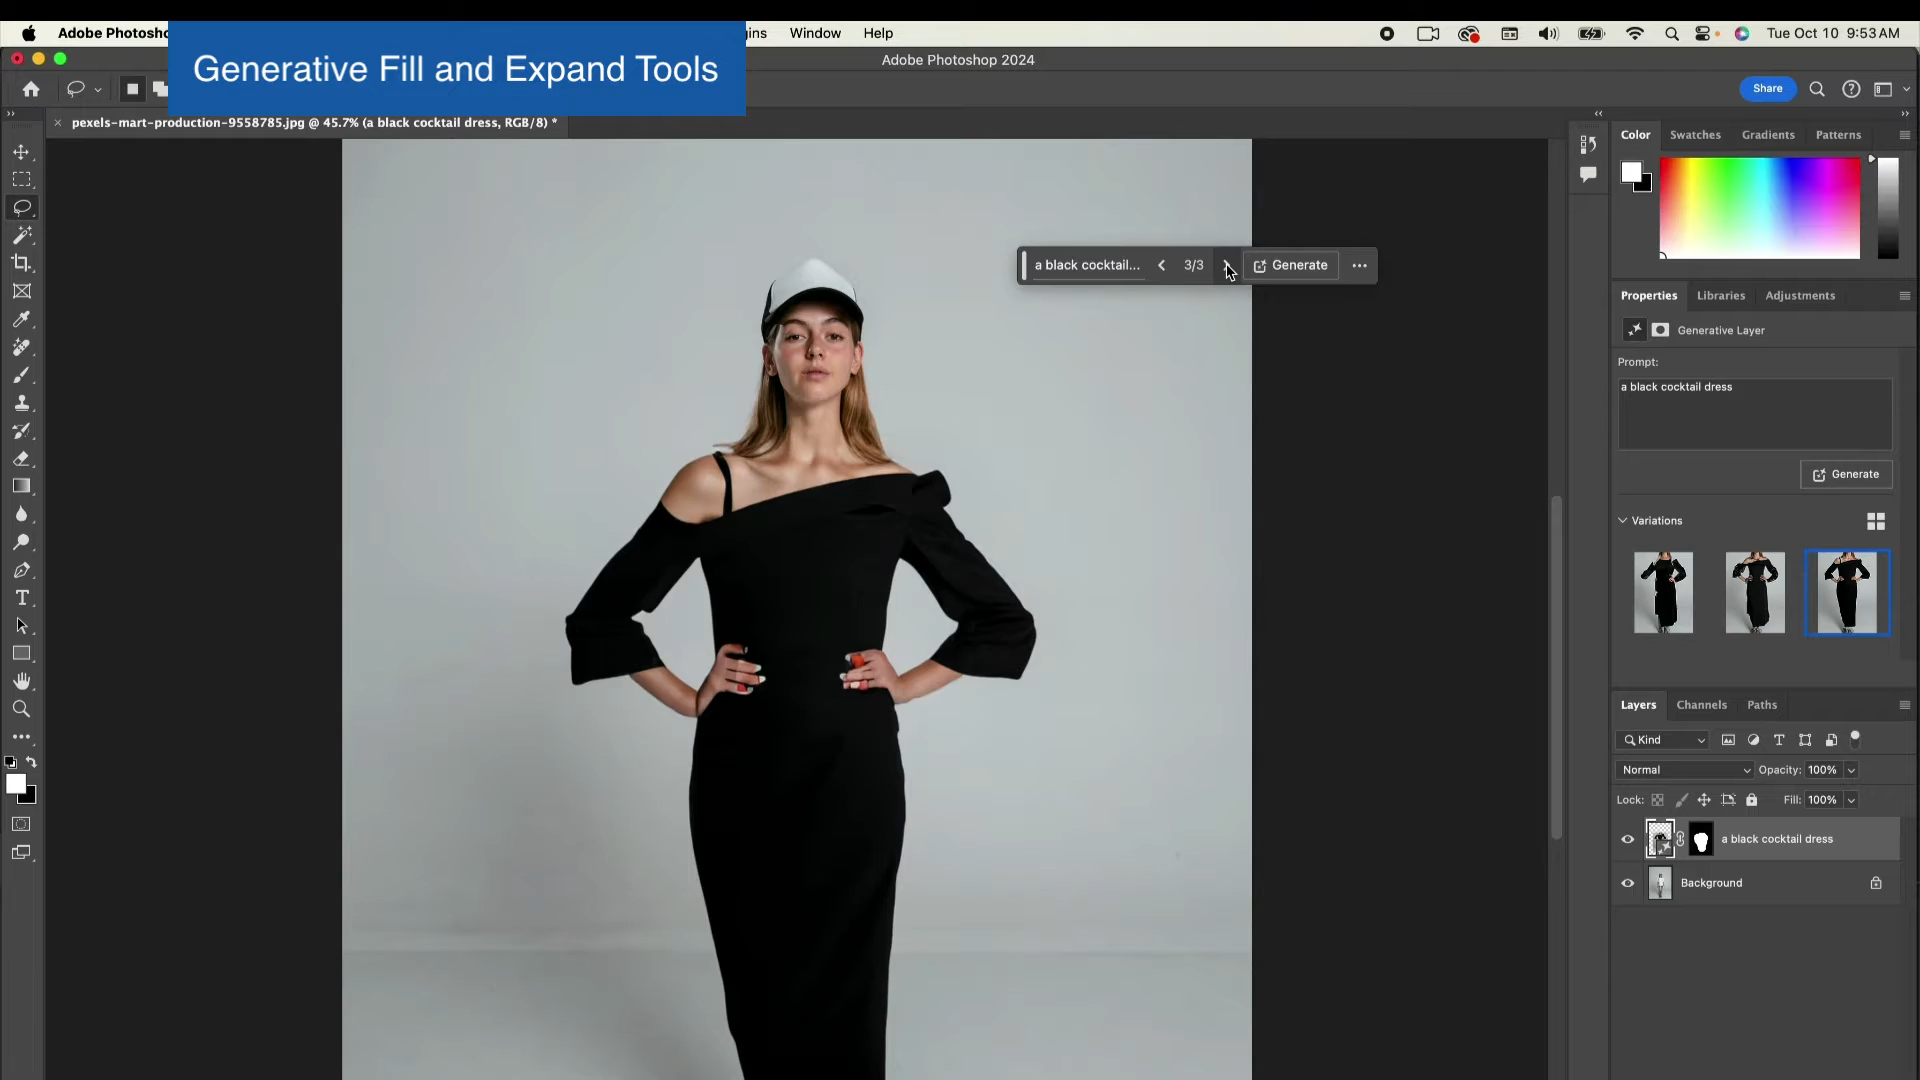 Adobe Photosho
gins Window Help
Tue Oct 10 9:53 AM
Generative Fill and Expand Tools
Adobe Photoshop 2024
Share
pexels-mart-production-9558785.jpg @ 45.7% (a black cocktail dress, RGB/8) *
Color Swatches Gradients Patterns
a black cocktail... 3/3 Generate
Properties Libraries Adjustments
Generative Layer
Prompt:
a black cocktail dress
Generate
Variations
Layers Channels Paths
Kind
Normal Opacity: 100%
Lock: Fill: 100%
a black cocktail dress
Background